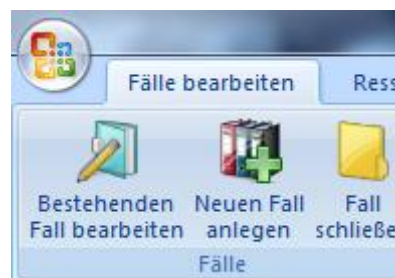 Fälle bearbeiten Ress
Bestehenden Neuen Fall Fall
Fall bearbeiten anlegen schließe
Fälle